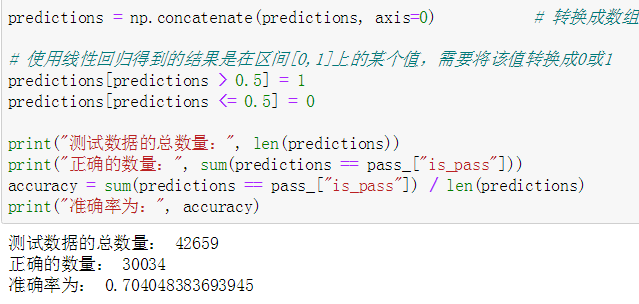 predictions = np.concatenate(predictions, axis=0) # 转换成数组
# 使用线性回归得到的结果是在区间[0,1]上的某个值，需要将该值转换成0或1
predictions[predictions > 0.5] = 1
predictions[predictions <= 0.5] = 0
print("测试数据的总数量：", len(predictions))
print("正确的数量：", sum(predictions == pass_["is_pass"]))
accuracy = sum(predictions == pass_["is_pass"]) / len(predictions)
print("准确率为：", accuracy)
测试数据的总数量： 42659
正确的数量： 30034
准确率为： 0.704048383693945